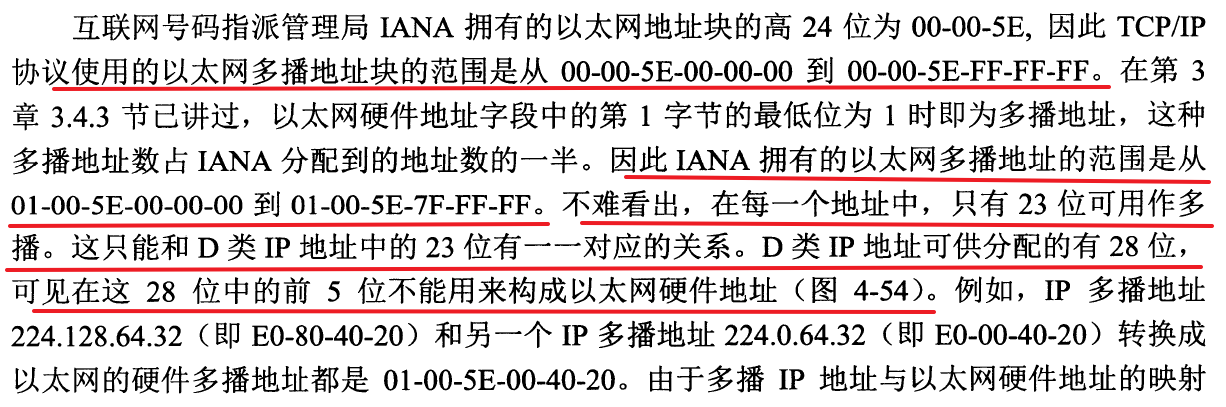 互联网号码指派管理局 IANA 拥有的以太网地址块的高 24 位为 00-00-5E, 因此 TCP/IP
协议使用的以太网多播地址块的范围是从 00-00-5E-00-00-00 到 00-00-5E-FF-FF-FF。在第 3
章 3.4.3 节已讲过，以太网硬件地址字段中的第 1 字节的最低位为 1 时即为多播地址，这种
多播地址数占 IANA 分配到的地址数的一半。因此 IANA 拥有的以太网多播地址的范围是从
01-00-5E-00-00-00 到 01-00-5E-7F-FF-FF。不难看出，在每一个地址中，只有 23 位可用作多
播。这只能和 D 类 IP 地址中的 23 位有一一对应的关系。D 类 IP 地址可供分配的有 28 位，
可见在这 28 位中的前 5 位不能用来构成以太网硬件地址（图 4-54）。例如，IP 多播地址
224.128.64.32（即 E0-80-40-20）和另一个 IP 多播地址 224.0.64.32（即 E0-00-40-20）转换成
以太网的硬件多播地址都是 01-00-5E-00-40-20。由于多播 IP 地址与以太网硬件地址的映射